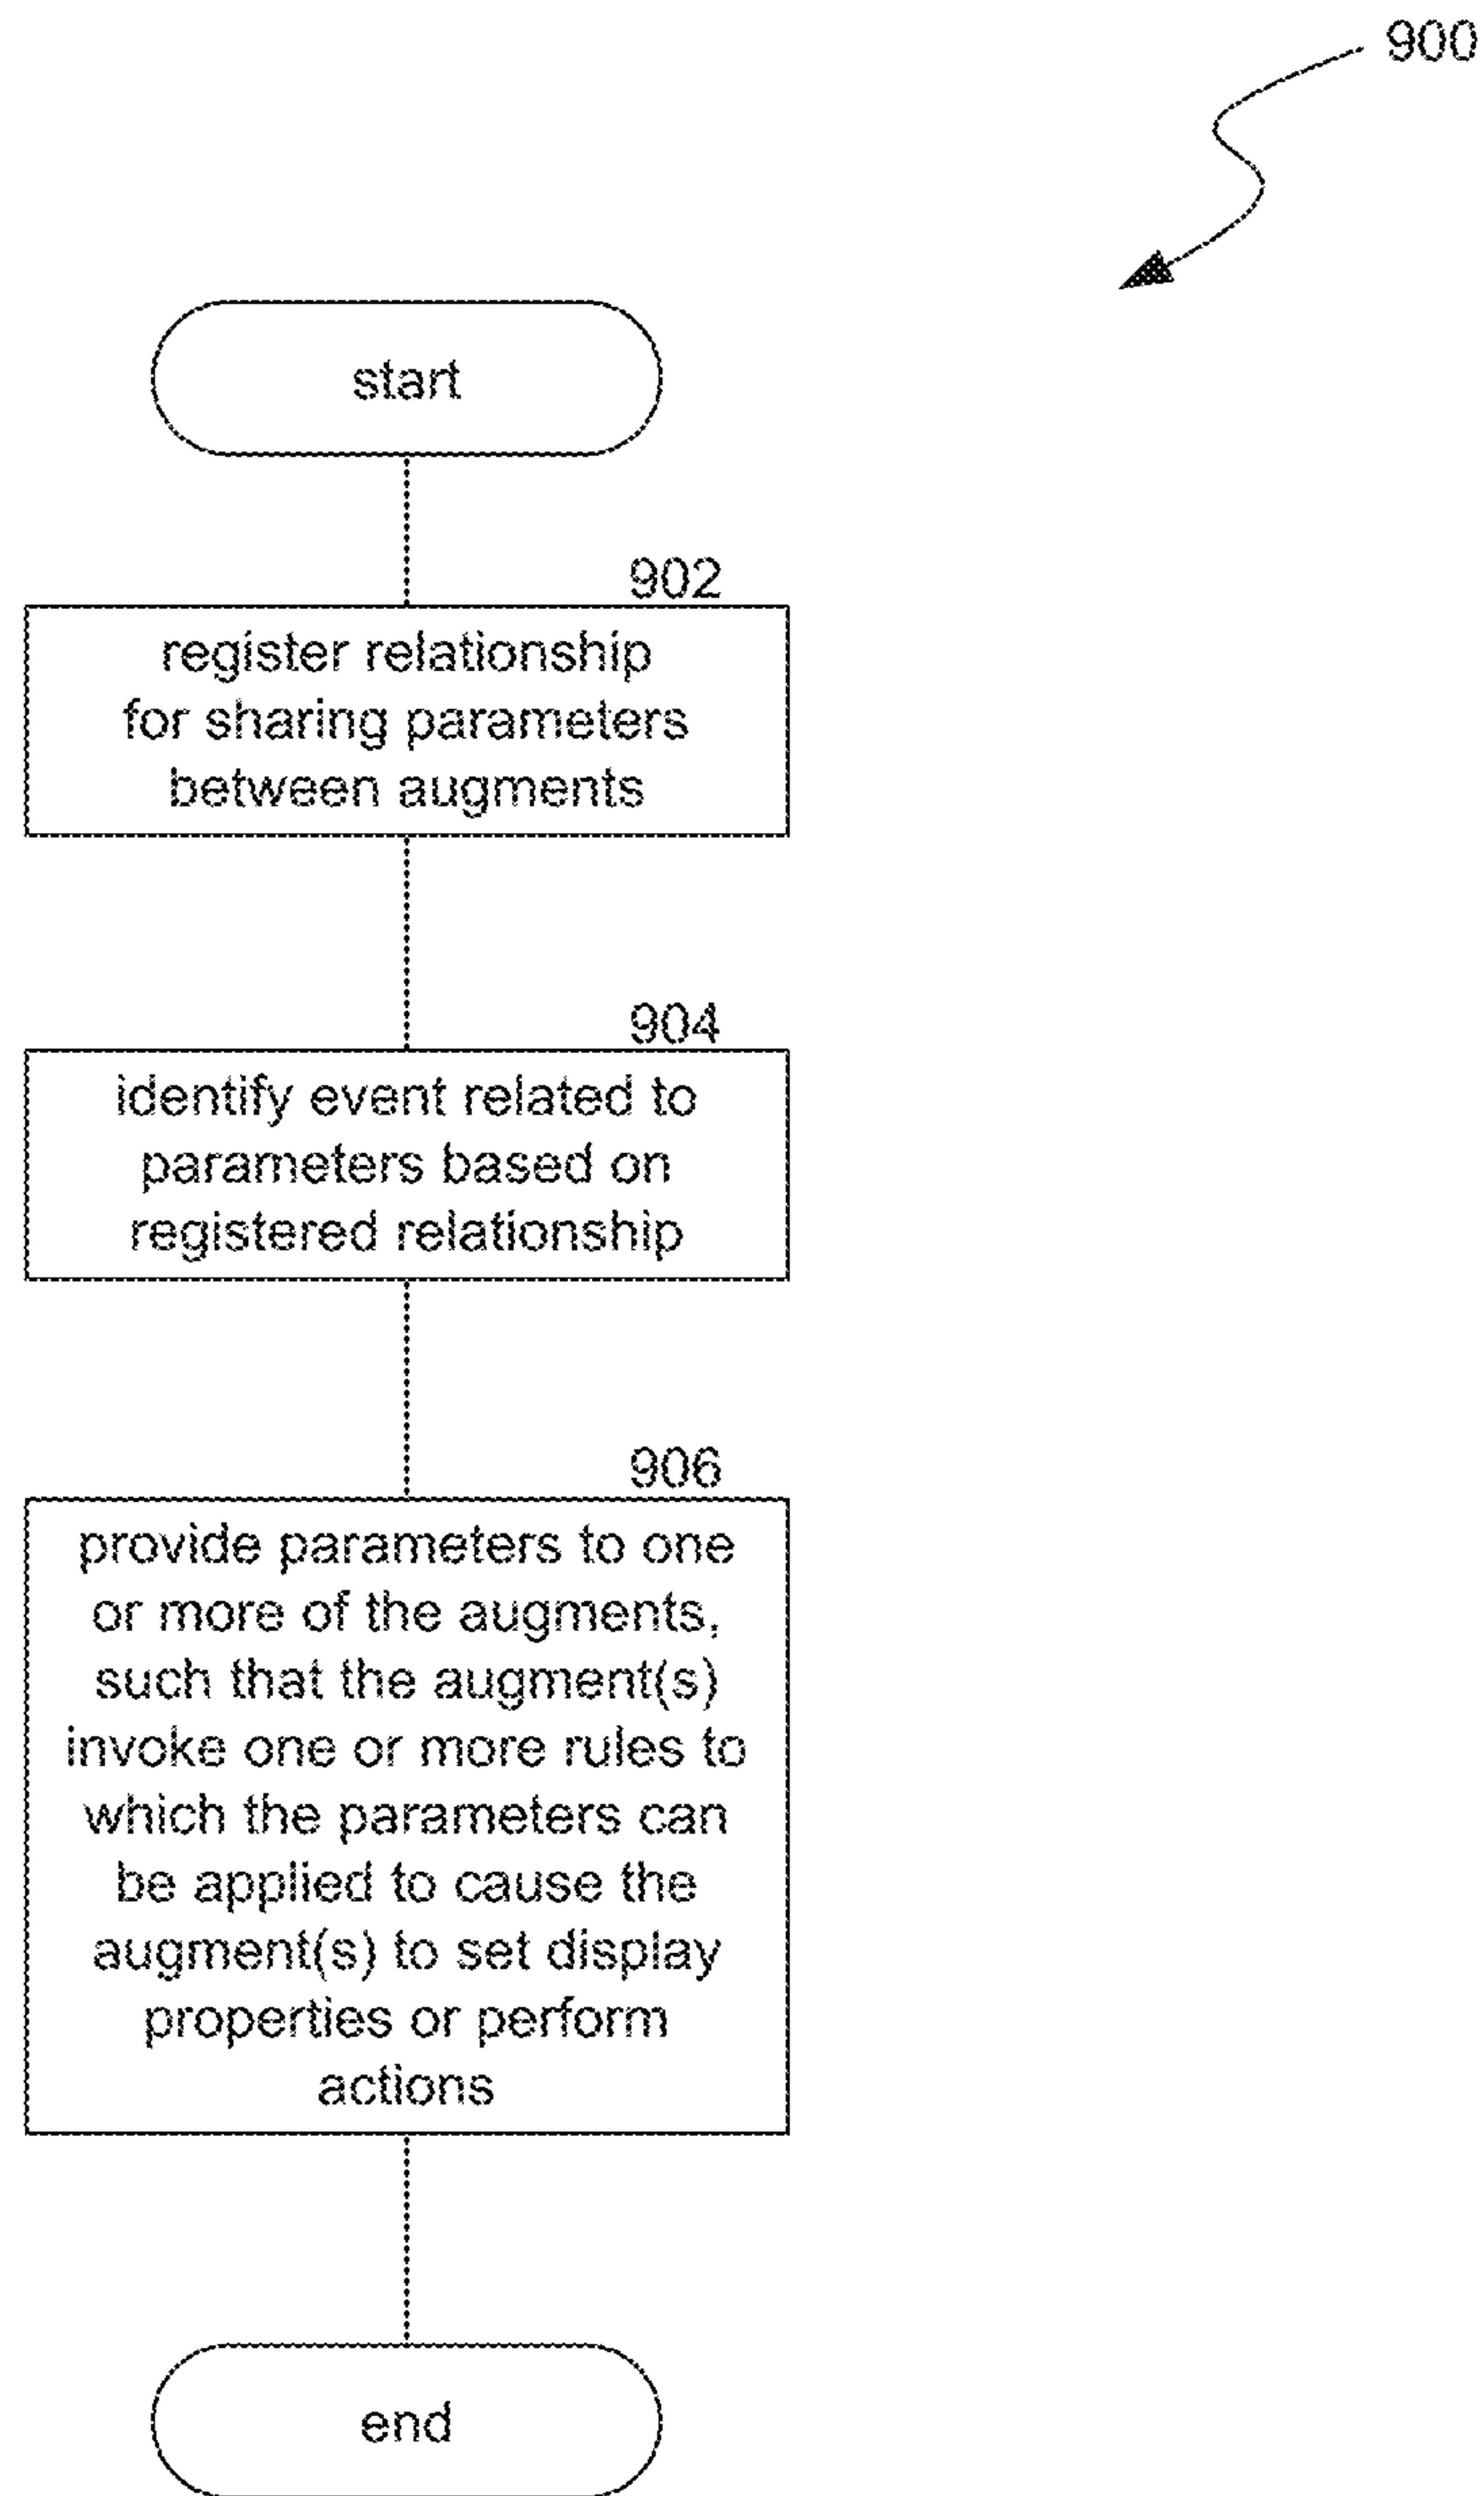 900
start
902
register relationship
for sharing parameters
between augments
904
identify event related to
parameters based on
registered relationship
906
provide parameters to one
or more of the augments,
such that the augment(s)
invoke one or more rules to
which the parameters can
be applied to cause the
augment(s) to set display
properties or perform
actions
end